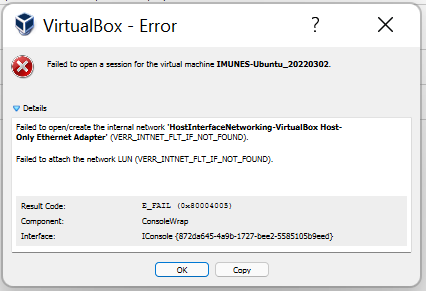 VirtualBox - Error
? ×
Failed to open a session for the virtual machine IMUNES-Ubuntu_20220302.
Details
Failed to open/create the internal network 'HostInterfaceNetworking-VirtualBox Host-
Only Ethernet Adapter' (VERR_INTNET_FLT_IF_NOT_FOUND).
Failed to attach the network LUN (VERR_INTNET_FLT_IF_NOT_FOUND).
Result Code: E_FAIL (0x80004005)
Component: ConsoleWrap
Interface: IConsole {872da645-4a9b-1727-bee2-5585105b9eed}
OK Copy